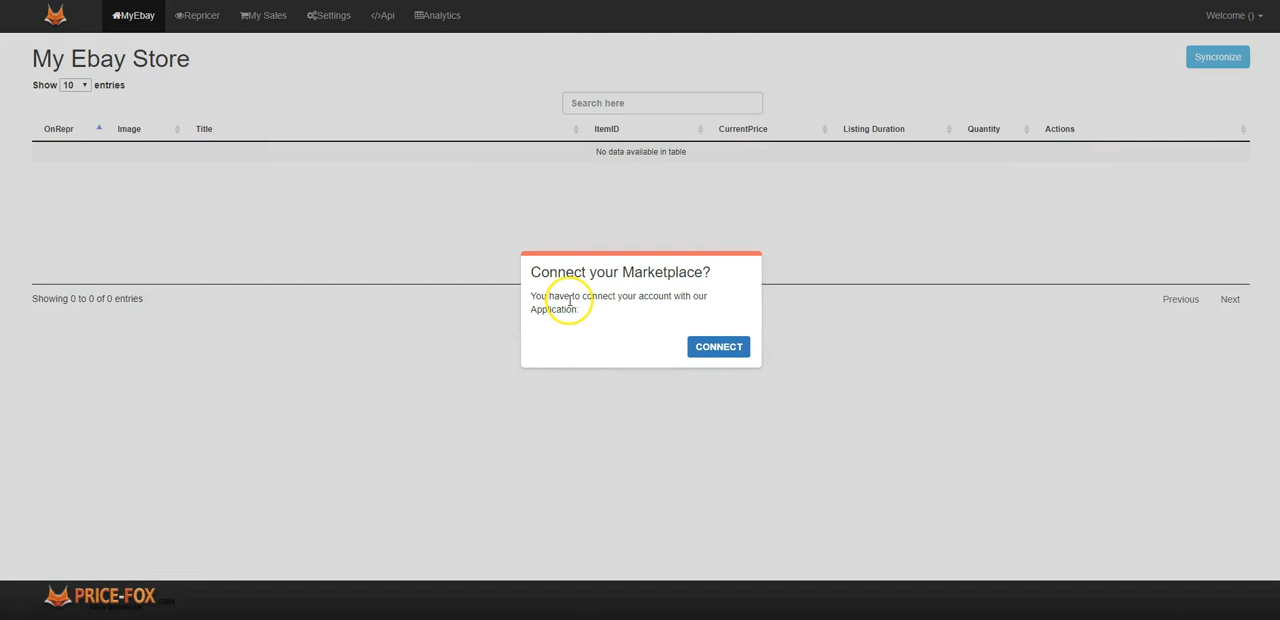 MyEbay Repricer My Sales Settings </>Api Analytics Welcome ()
My Ebay Store
Syncronize
Show 10 entries
Search here
OnRepr Image Title ItemID CurrentPrice Listing Duration Quantity Actions
No data available in table
Connect your Marketplace?
You have to connect your account with our
Application:
CONNECT
Showing 0 to 0 of 0 entries
Previous Next
PRICE-FOX.COM